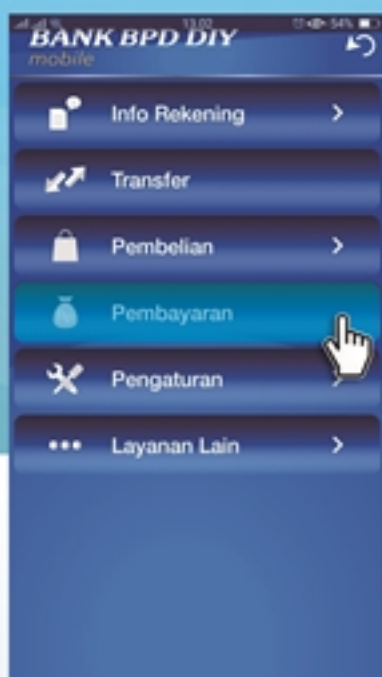 13.02
54%
BANK BPD DIY
mobile
Info Rekening
Transfer
Pembelian
Pembayaran
Pengaturan
Layanan Lain